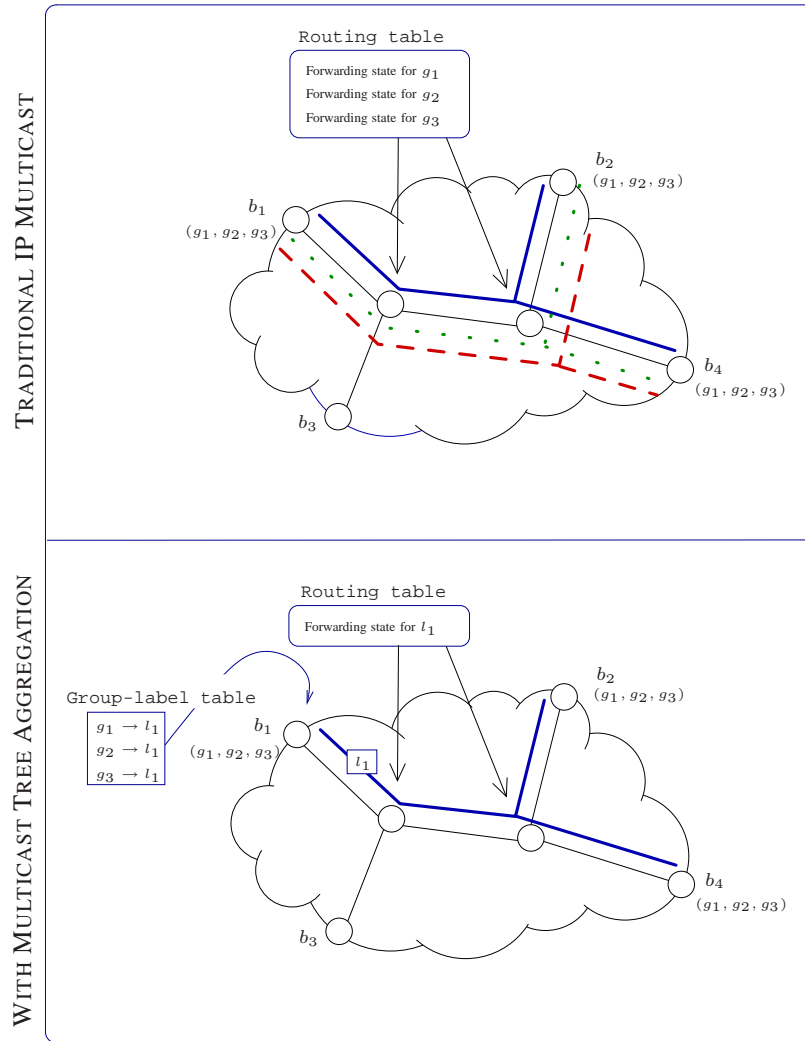 TRADITIONAL IP MULTICAST
Routing table
Forwarding state for g1
Forwarding state for g2
Forwarding state for g3
b2
(g1, g2, g3)
b1
(g1, g2, g3)
b4
(g1, g2, g3)
b3
WITH MULTICAST TREE AGGREGATION
Routing table
Forwarding state for l1
Group-label table
g1 → l1
g2 → l1
g3 → l1
b2
(g1, g2, g3)
b1
(g1, g2, g3)
l1
b4
(g1, g2, g3)
b3